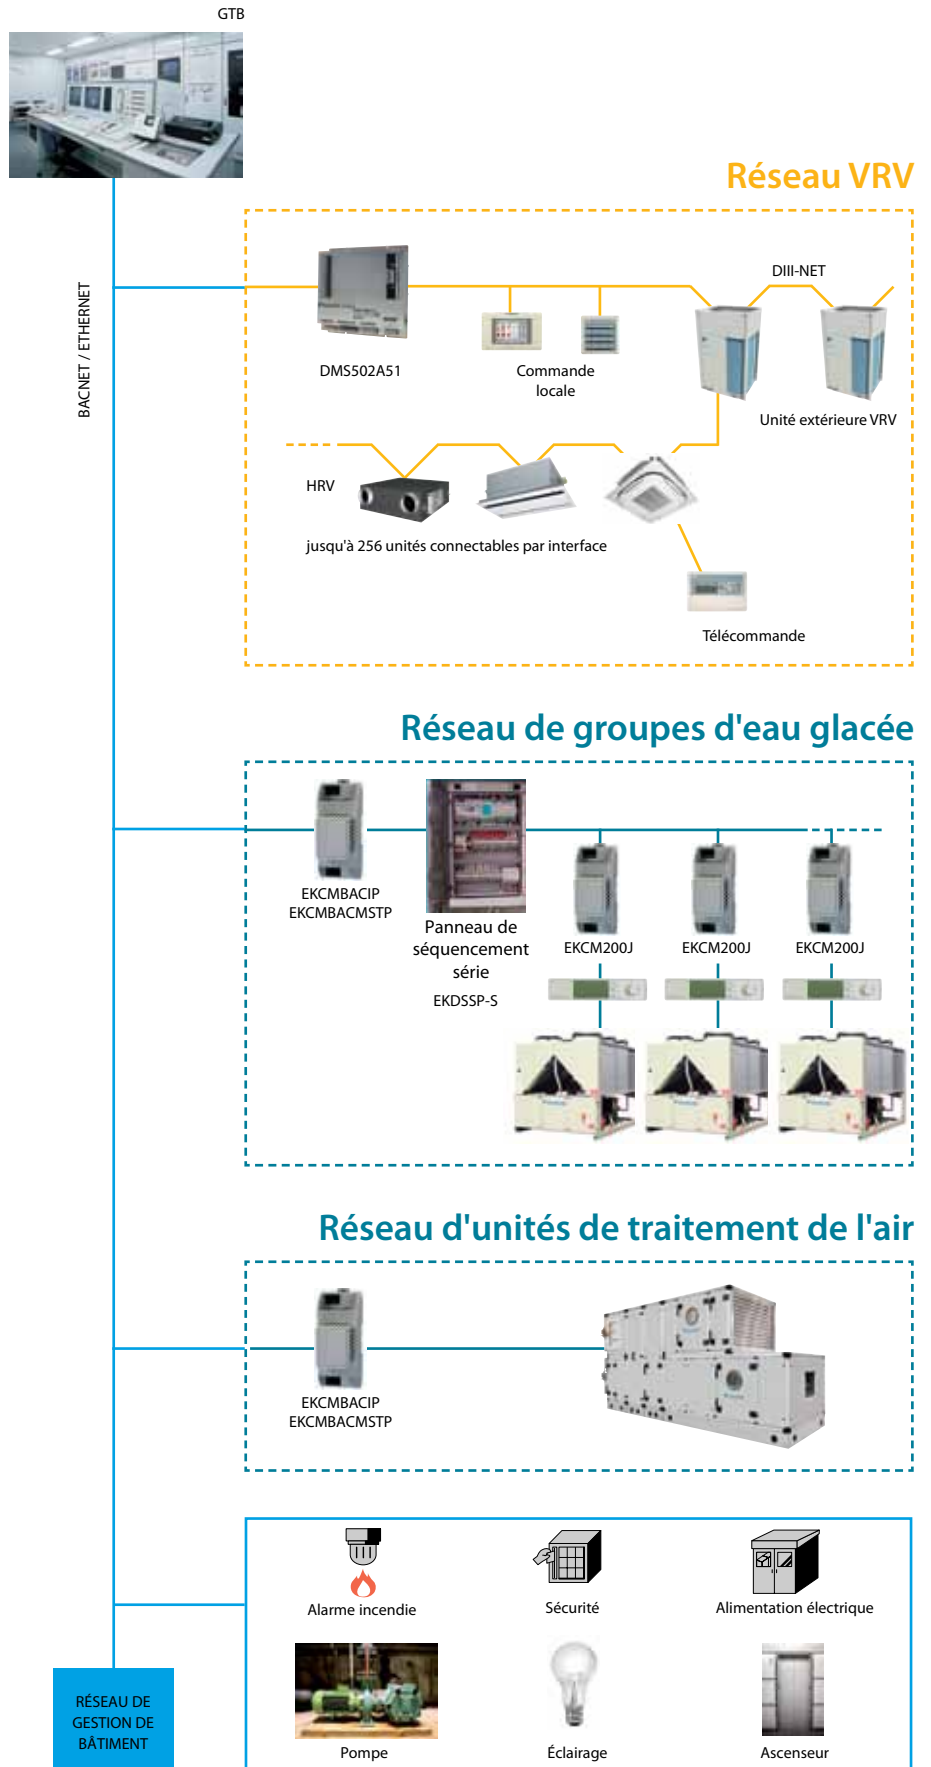 GTB
BACNET / ETHERNET
Réseau VRV
DIII-NET
DMS502A51
Commande
locale
Unité extérieure VRV
HRV
jusqu'à 256 unités connectables par interface
Télécommande
Réseau de groupes d'eau glacée
EKCMBACIP
EKCMBACMSTP
Panneau de
séquencement
série
EKDSSP-S
EKCM200J
EKCM200J
EKCM200J
Réseau d'unités de traitement de l'air
EKCMBACIP
EKCMBACMSTP
Alarme incendie
Sécurité
Alimentation électrique
RÉSEAU DE
GESTION DE
BÂTIMENT
Pompe
Éclairage
Ascenseur